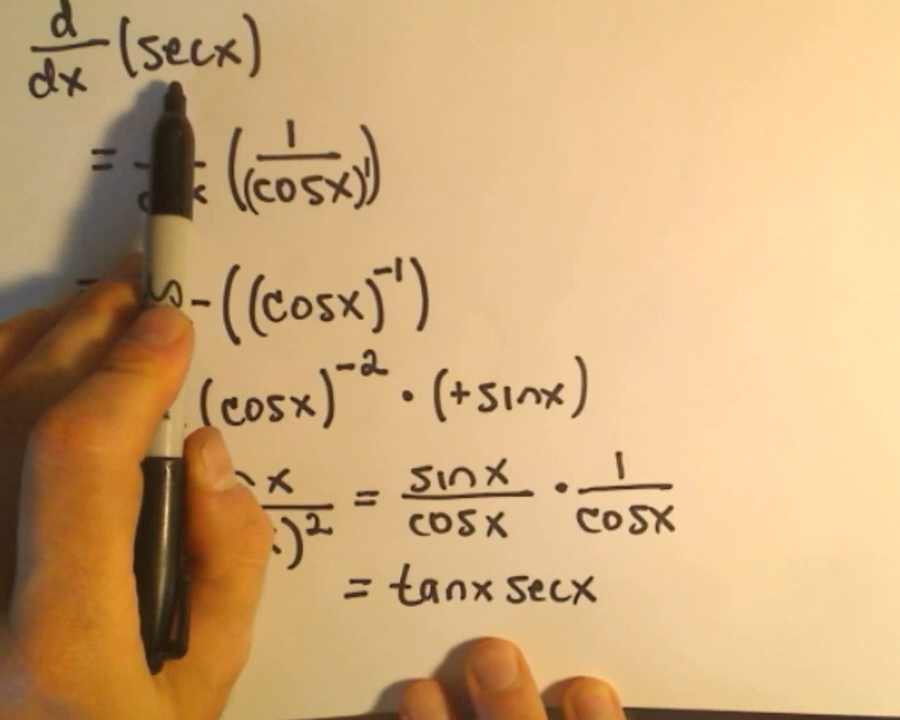 d/dx (secx)
= (1/(cosx)¹)
- ((cosx)⁻¹)
(cosx)⁻² · (+sinx)
x/)² = sinx/cosx · 1/cosx
= tanx secx